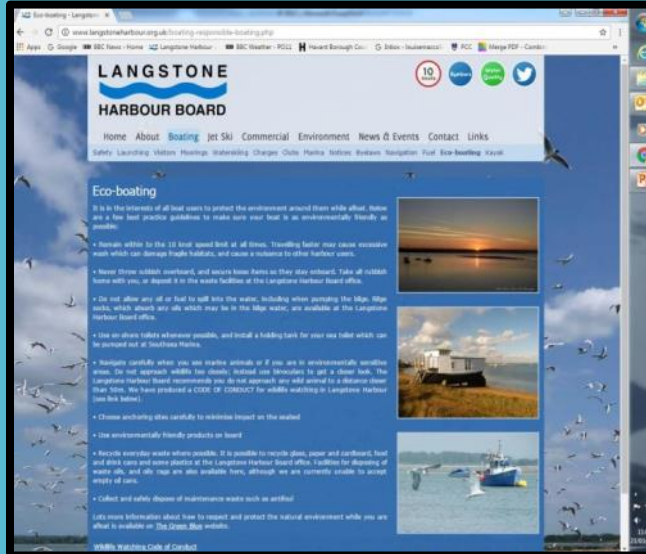 Eco-boating - Langston
www.langstoneharbour.org.uk/boating-responsible-boating.php
Apps Google BBC News - Home Langstone Harbour BBC Weather - PO11 Havant Borough Cou FCC Merge PDF - Combin
LANGSTONE
HARBOUR BOARD
10
Home About Boating Jet Ski Commercial Environment News & Events Contact Links
Safety Launching Visitors Moorings Waterskiing Charges Clubs Marina Notices Byelaws Navigation Fuel Eco-boating Kayak
Eco-boating
It is in the interests of all boat users to protect the environment around them while afloat. Below
are a few best practice guidelines to make sure your boat is as environmentally friendly as
possible:
• Remain within to the 10 knot speed limit at all times. Travelling faster may cause excessive
wash which can damage fragile habitats, and cause a nuisance to other harbour users.
• Never throw rubbish overboard, and secure loose items so they stay onboard. Take all rubbish
home with you, or deposit it in the waste facilities at the Langstone Harbour Board office.
• Do not allow any oil or fuel to spill into the water, including when pumping the bilge. Bilge
socks, which absorb any oils which may be in the bilge water, are available at the Langstone
Harbour Board office.
• Use on-shore toilets whenever possible, and install a holding tank for your sea toilet which can
be pumped out at Southsea Marina.
• Navigate carefully when you see marine animals or if you are in environmentally sensitive
areas. Do not approach wildlife too closely; instead use binoculars to get a closer look. The
Langstone Harbour Board recommends you do not approach any wild animal to a distance closer
than 50m. We have produced a CODE OF CONDUCT for wildlife watching in Langstone Harbour
(see link below).
• Choose anchoring sites carefully to minimise impact on the seabed
• Use environmentally friendly products on board
• Recycle everyday waste where possible. It is possible to recycle glass, paper and cardboard, food
and drink cans and some plastics at the Langstone Harbour Board office. Facilities for disposing of
waste oils, and oily rags are also available here, although we are currently unable to accept
empty oil cans.
• Collect and safely dispose of maintenance waste such as antifoul
Lots more information about how to respect and protect the natural environment while you are
afloat is available on The Green Blue website.
Wildlife Watching Code of Conduct